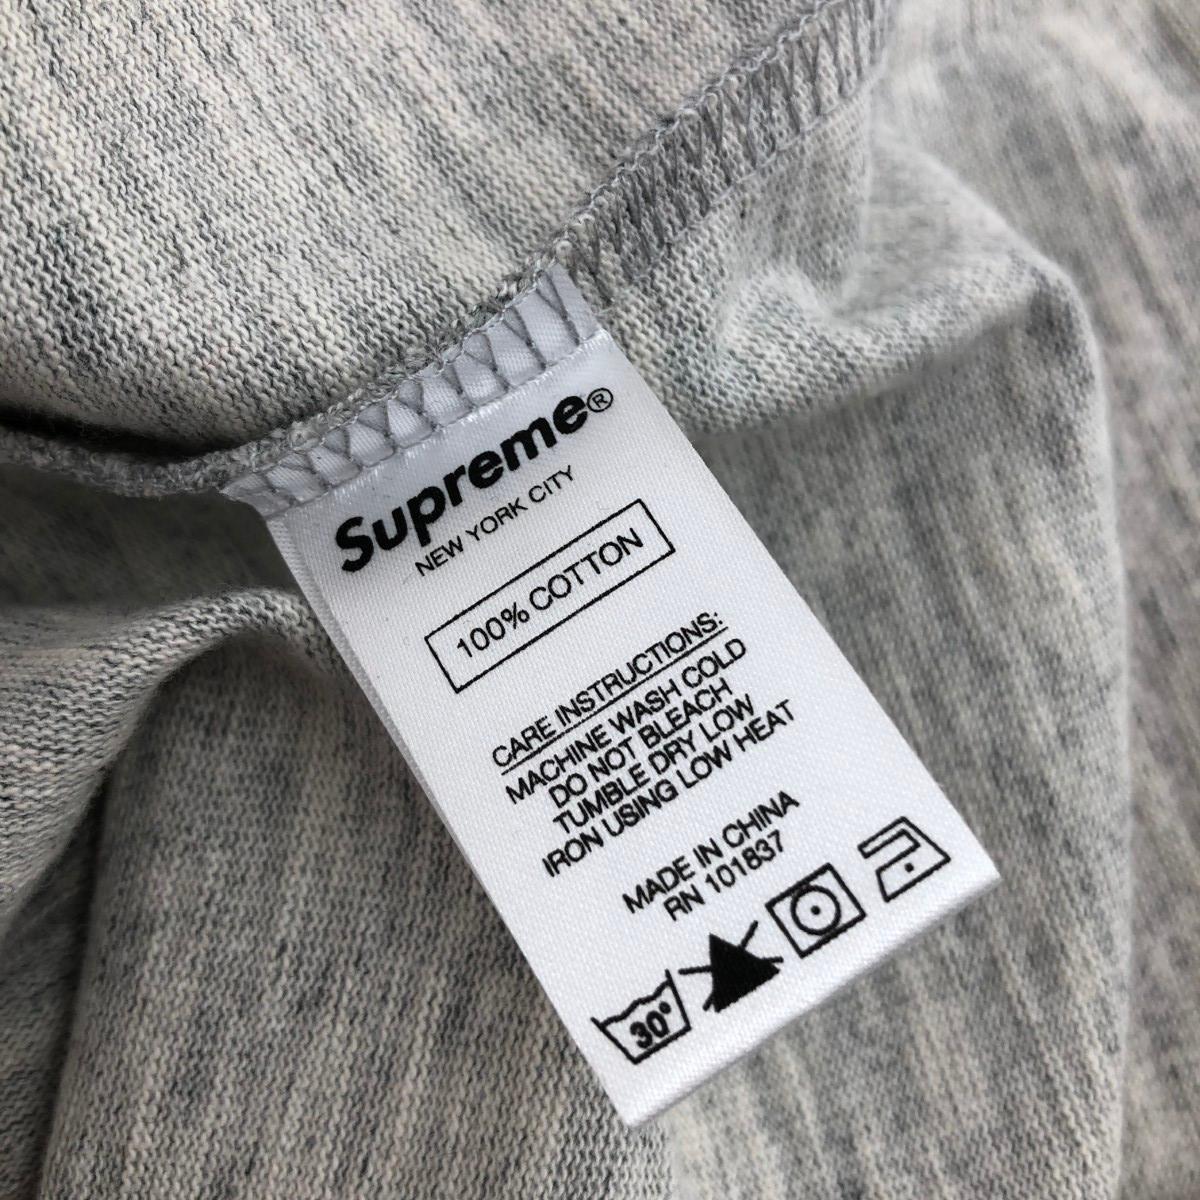 Supreme®
NEW YORK CITY
100% COTTON
CARE INSTRUCTIONS:
MACHINE WASH COLD
DO NOT BLEACH
TUMBLE DRY LOW
IRON USING LOW HEAT
MADE IN CHINA
RN 101837
30°